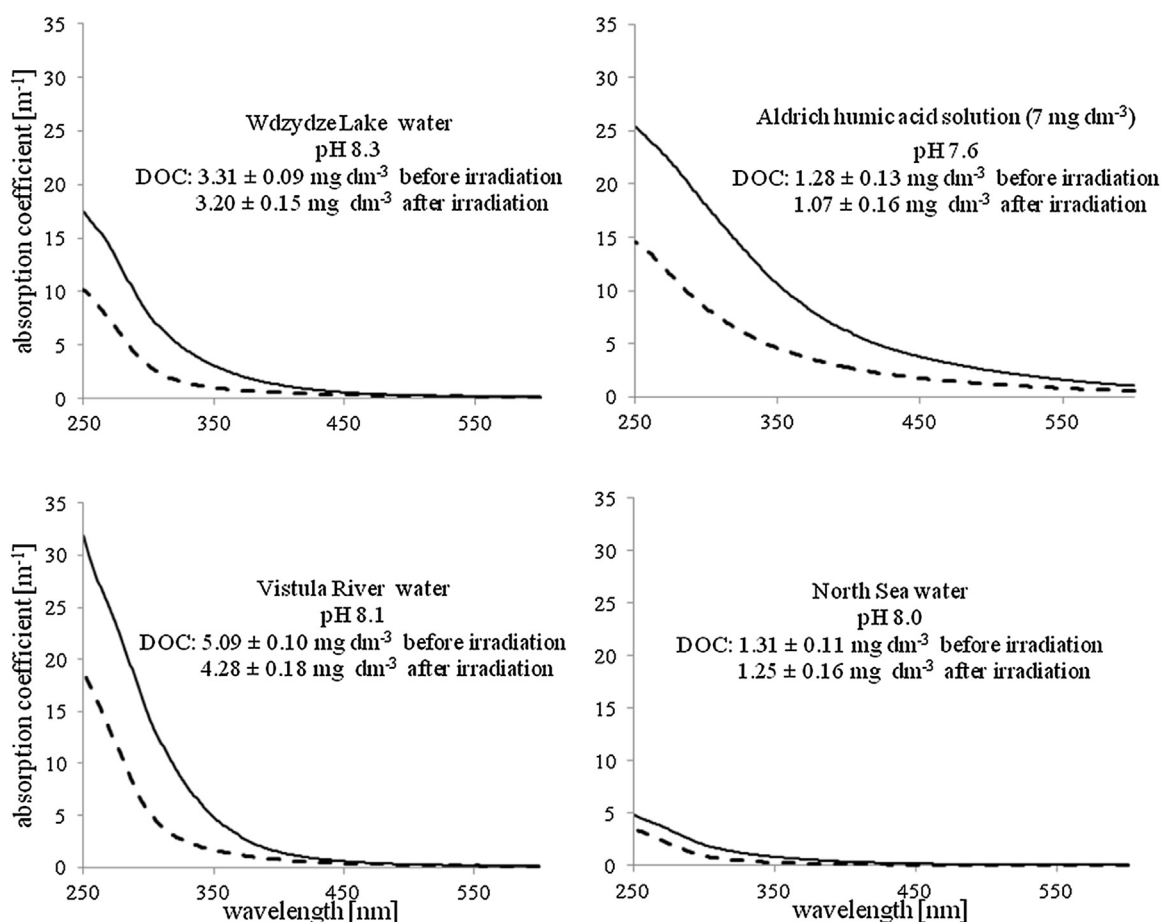 35
30
25
20
15
10
5
0
absorption coefficient [m-1]
Wdzydze Lake water
pH 8.3
DOC: 3.31 ± 0.09 mg dm-3 before irradiation
3.20 ± 0.15 mg dm-3 after irradiation
250 350 450 550
35
30
25
20
15
10
5
0
Aldrich humic acid solution (7 mg dm-3)
pH 7.6
DOC: 1.28 ± 0.13 mg dm-3 before irradiation
1.07 ± 0.16 mg dm-3 after irradiation
250 350 450 550
35
30
25
20
15
10
5
0
absorption coefficient [m-1]
Vistula River water
pH 8.1
DOC: 5.09 ± 0.10 mg dm-3 before irradiation
4.28 ± 0.18 mg dm-3 after irradiation
250 350 450 550
wavelength [nm]
35
30
25
20
15
10
5
0
North Sea water
pH 8.0
DOC: 1.31 ± 0.11 mg dm-3 before irradiation
1.25 ± 0.16 mg dm-3 after irradiation
250 350 450 550
wavelength [nm]